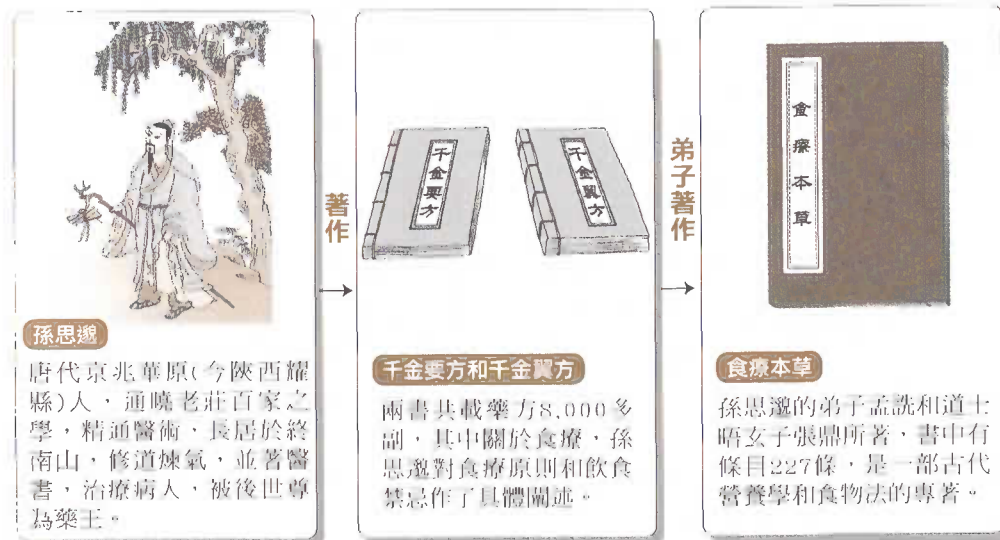 孫思邈
唐代京兆華原(今陝西耀
縣)人，通曉老莊百家之
學，精通醫術，長居於終
南山，修道煉氣，並著醫
書，治療病人，被後世尊
為藥王。
著作
千金要方
千金翼方
千金要方和千金翼方
兩書共載藥方8,000多
副，其中關於食療，孫
思邈對食療原則和飲食
禁忌作了具體闡述。
弟子著作
食療本草
食療本草
孫思邈的弟子孟詵和道士
晤玄子張鼎所著，書中有
條目227條，是一部古代
營養學和食物法的專著。